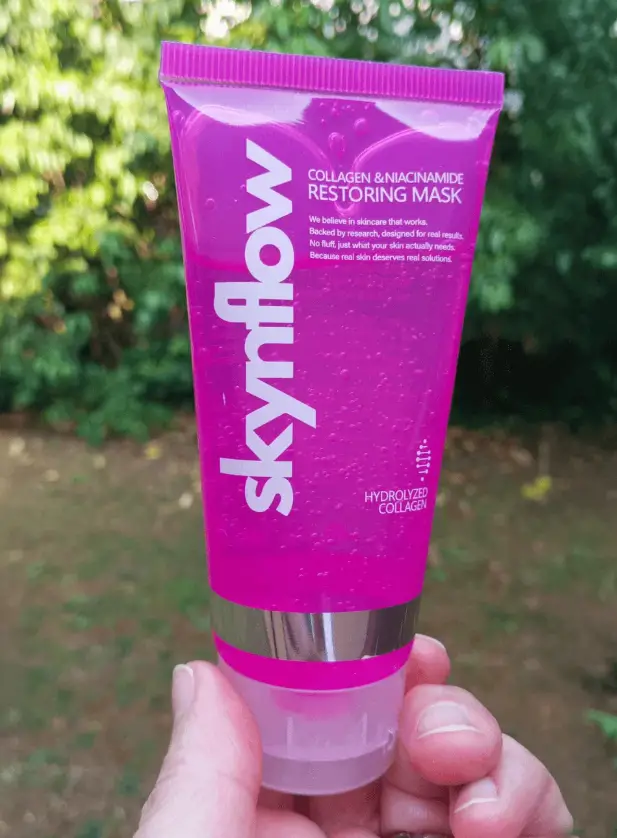 skynflow
COLLAGEN & NIACINAMIDE
RESTORING MASK
We believe in skincare that works.
Backed by research, designed for real results.
No fluff, just what your skin actually needs.
Because real skin deserves real solutions.
HYDROLYZED
COLLAGEN